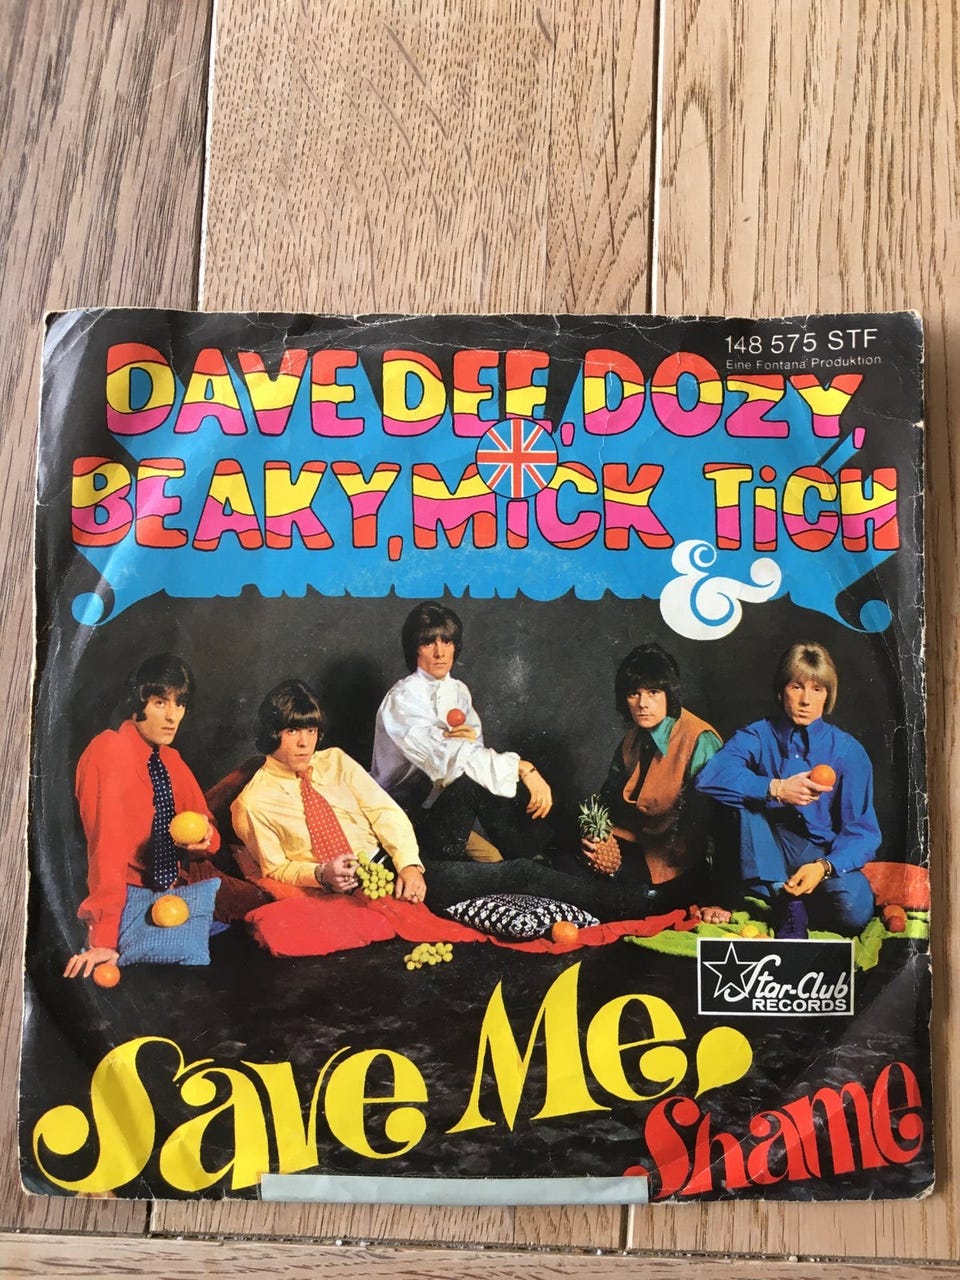 148 575 STF
Eine Fontana Produktion
DAVE DEE, DOZY,
BEAKY, MiCK TiCH
&
Star-Club
RECORDS
Save Me,
Shame